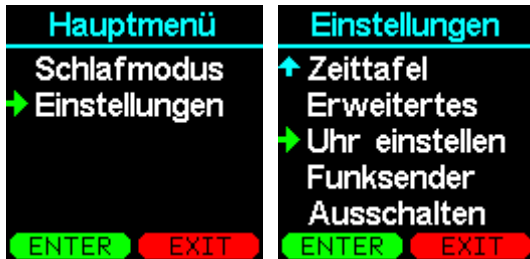 Hauptmenü
Schlafmodus
Einstellungen
ENTER EXIT
Einstellungen
Zeittafel
Erweitertes
Uhr einstellen
Funksender
Ausschalten
ENTER EXIT